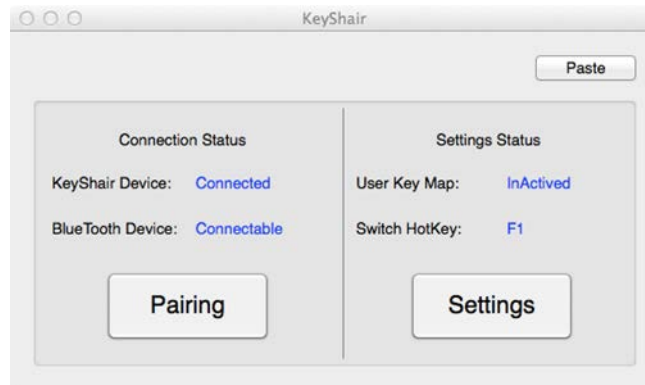 KeyShair
Paste
Connection Status
KeyShair Device: Connected
BlueTooth Device: Connectable
Pairing
Settings Status
User Key Map: InActived
Switch HotKey: F1
Settings